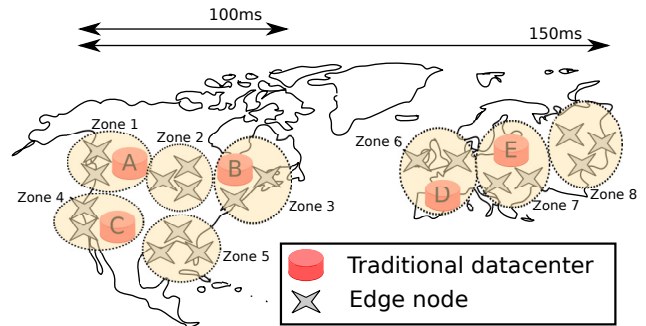 100ms
150ms
Zone 1
Zone 2
Zone 6
A
B
E
Zone 4
D
C
Zone 3
Zone 7
Zone 8
Zone 5
Traditional datacenter
Edge node